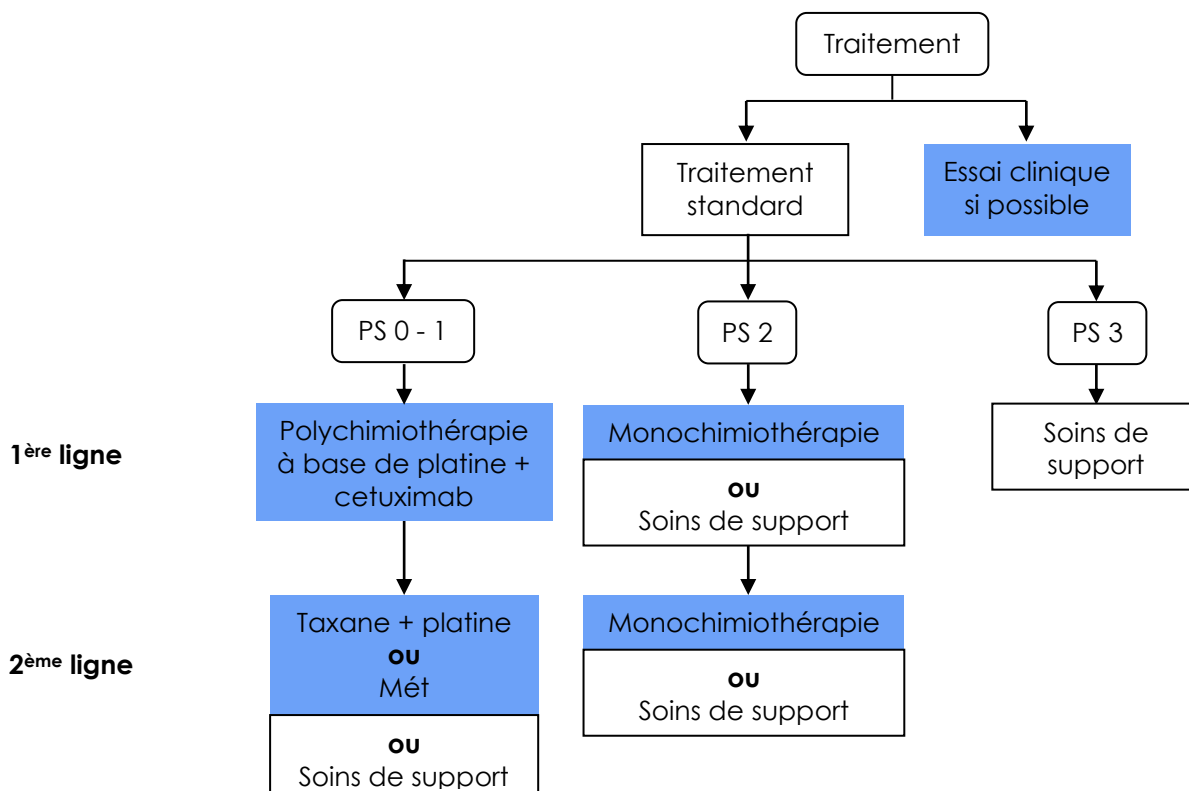 Traitement
Traitement
standard
Essai clinique
si possible
PS 0 - 1
PS 2
PS 3
1ère ligne
Polychimiothérapie
à base de platine +
cetuximab
Monochimiothérapie
ou
Soins de support
Soins de
support
2ème ligne
Taxane + platine
ou
Mét
ou
Soins de support
Monochimiothérapie
ou
Soins de support